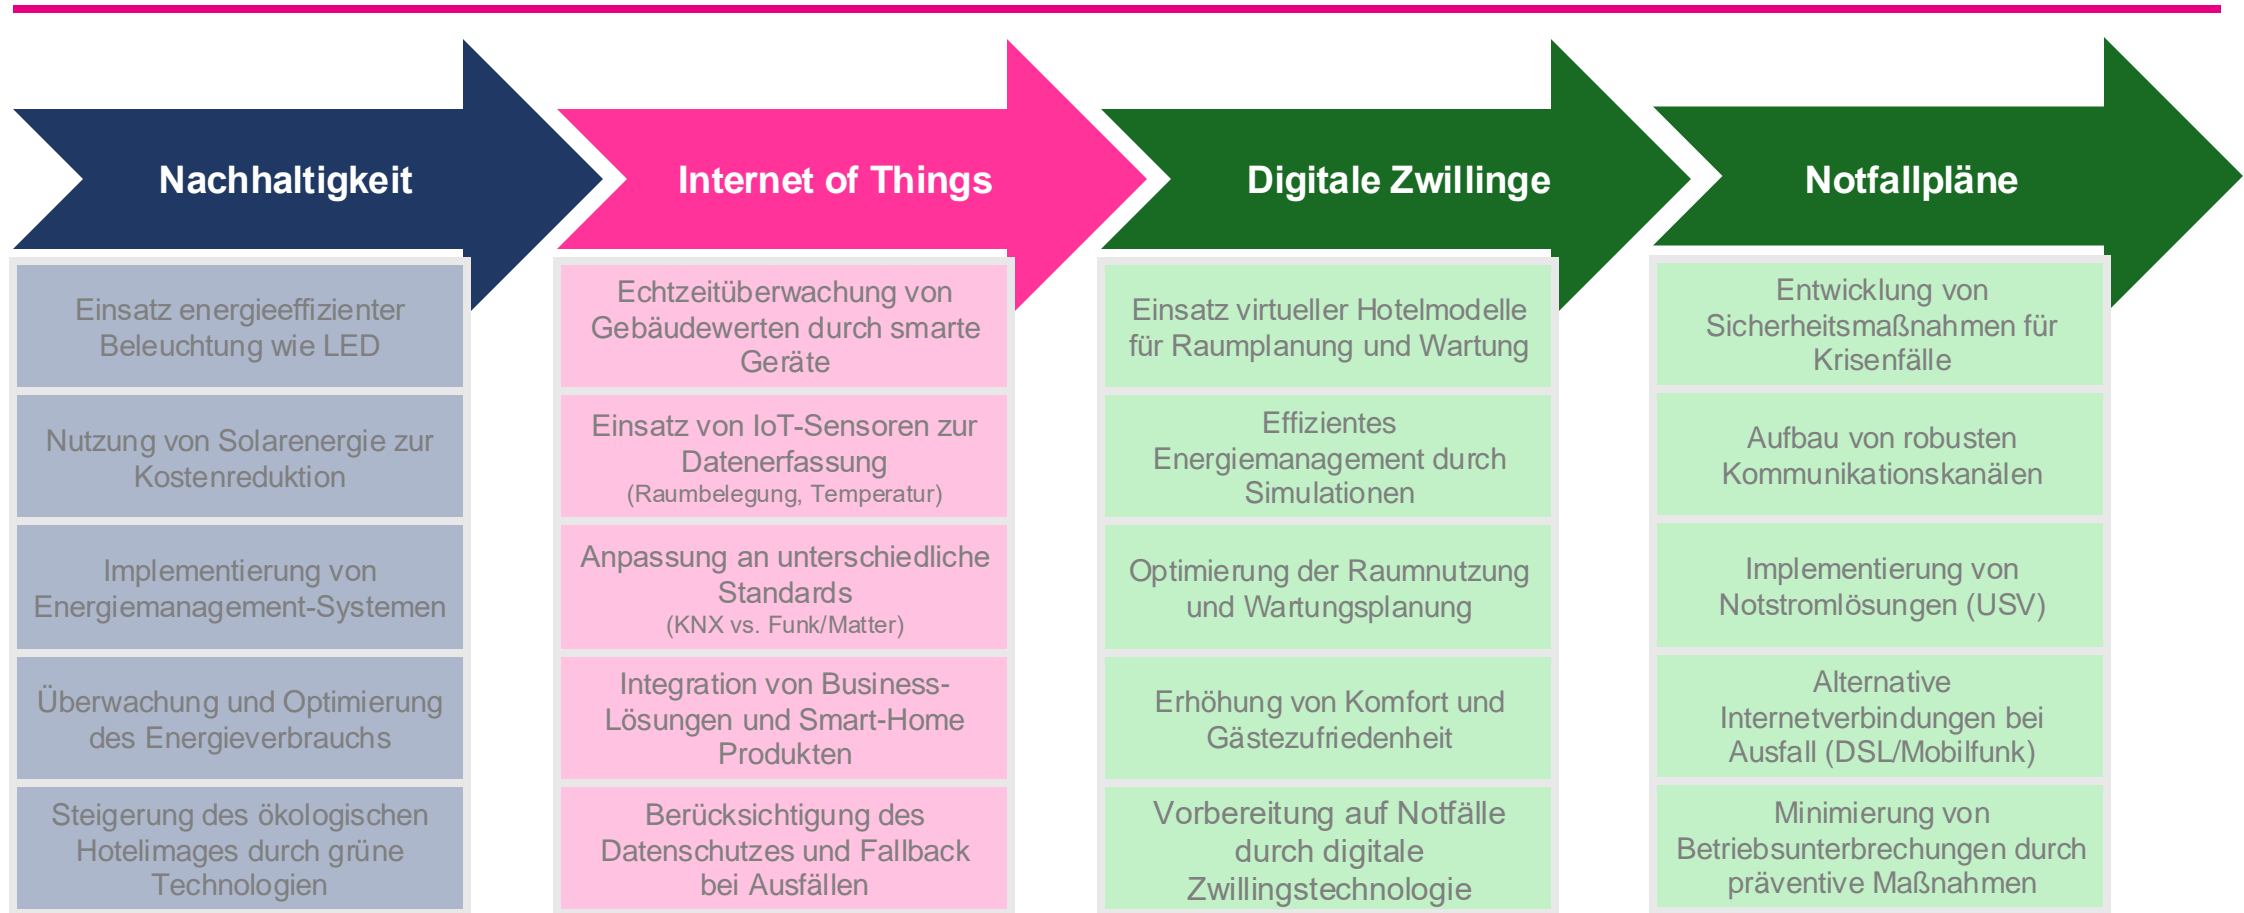 Nachhaltigkeit
Einsatz energieeffizienter
Beleuchtung wie LED
Nutzung von Solarenergie zur
Kostenreduktion
Implementierung von
Energiemanagement-Systemen
Überwachung und Optimierung
des Energieverbrauchs
Steigerung des ökologischen
Hotelimages durch grüne
Technologien
Internet of Things
Echtzeitüberwachung von
Gebäudewerten durch smarte
Geräte
Einsatz von IoT-Sensoren zur
Datenerfassung
(Raumbelegung, Temperatur)
Anpassung an unterschiedliche
Standards
(KNX vs. Funk/Matter)
Integration von Business-
Lösungen und Smart-Home
Produkten
Berücksichtigung des
Datenschutzes und Fallback
bei Ausfällen
Digitale Zwillinge
Einsatz virtueller Hotelmodelle
für Raumplanung und Wartung
Effizientes
Energiemanagement durch
Simulationen
Optimierung der Raumnutzung
und Wartungsplanung
Erhöhung von Komfort und
Gästezufriedenheit
Vorbereitung auf Notfälle
durch digitale
Zwillingstechnologie
Notfallpläne
Entwicklung von
Sicherheitsmaßnahmen für
Krisenfälle
Aufbau von robusten
Kommunikationskanälen
Implementierung von
Notstromlösungen (USV)
Alternative
Internetverbindungen bei
Ausfall (DSL/Mobilfunk)
Minimierung von
Betriebsunterbrechungen durch
präventive Maßnahmen